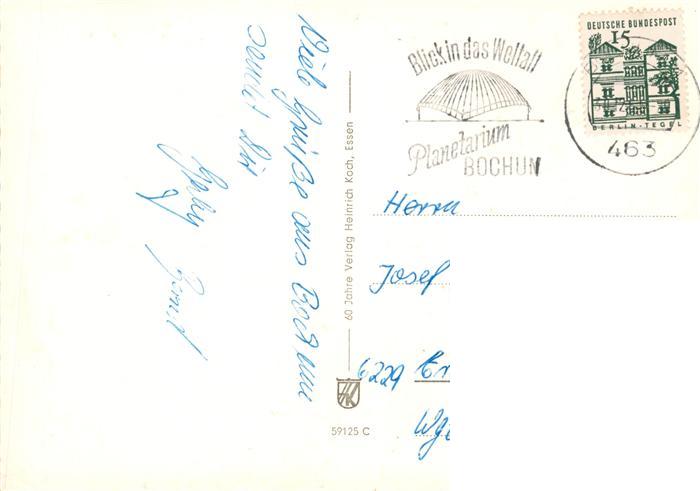 Viele Grüße aus Bochum
sendet Dir
Bernd
60 Jahre Verlag Heinrich Koch, Essen
59125 C
Blick in das Weltall
Planetarium
BOCHUM
DEUTSCHE BUNDESPOST
15
BERLIN-TEGEL
463
Herrn
Josef
6229